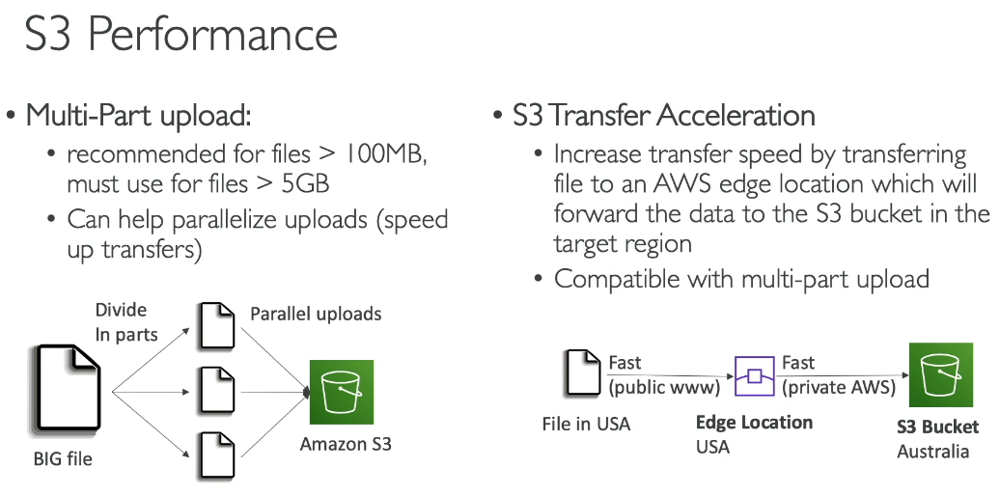 S3 Performance
• Multi-Part upload:
• recommended for files > 100MB,
must use for files > 5GB
• Can help parallelize uploads (speed
up transfers)
Divide
In parts
Parallel uploads
BIG file
Amazon S3
• S3 Transfer Acceleration
• Increase transfer speed by transferring
file to an AWS edge location which will
forward the data to the S3 bucket in the
target region
• Compatible with multi-part upload
Fast
(public www)
Fast
(private AWS)
File in USA
Edge Location
USA
S3 Bucket
Australia